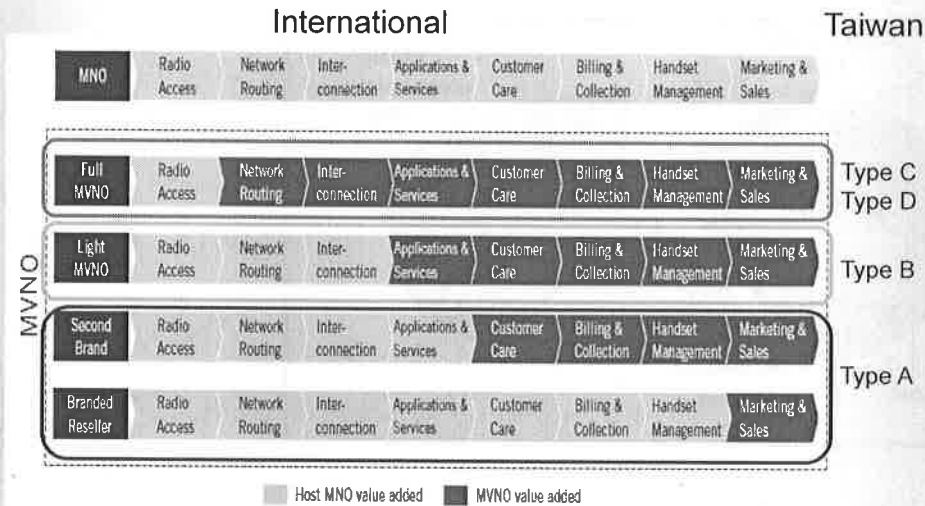 International
Taiwan
MNO
Radio
Access
Network
Routing
Inter-
connection
Applications &
Services
Customer
Care
Billing &
Collection
Handset
Management
Marketing &
Sales
MVNO
Full
MVNO
Radio
Access
Network
Routing
Inter-
connection
Applications &
Services
Customer
Care
Billing &
Collection
Handset
Management
Marketing &
Sales
Type C
Type D
Light
MVNO
Radio
Access
Network
Routing
Inter-
connection
Applications &
Services
Customer
Care
Billing &
Collection
Handset
Management
Marketing &
Sales
Type B
Second
Brand
Radio
Access
Network
Routing
Inter-
connection
Applications &
Services
Customer
Care
Billing &
Collection
Handset
Management
Marketing &
Sales
Type A
Branded
Reseller
Radio
Access
Network
Routing
Inter-
connection
Applications &
Services
Customer
Care
Billing &
Collection
Handset
Management
Marketing &
Sales
Host MNO value added
MVNO value added